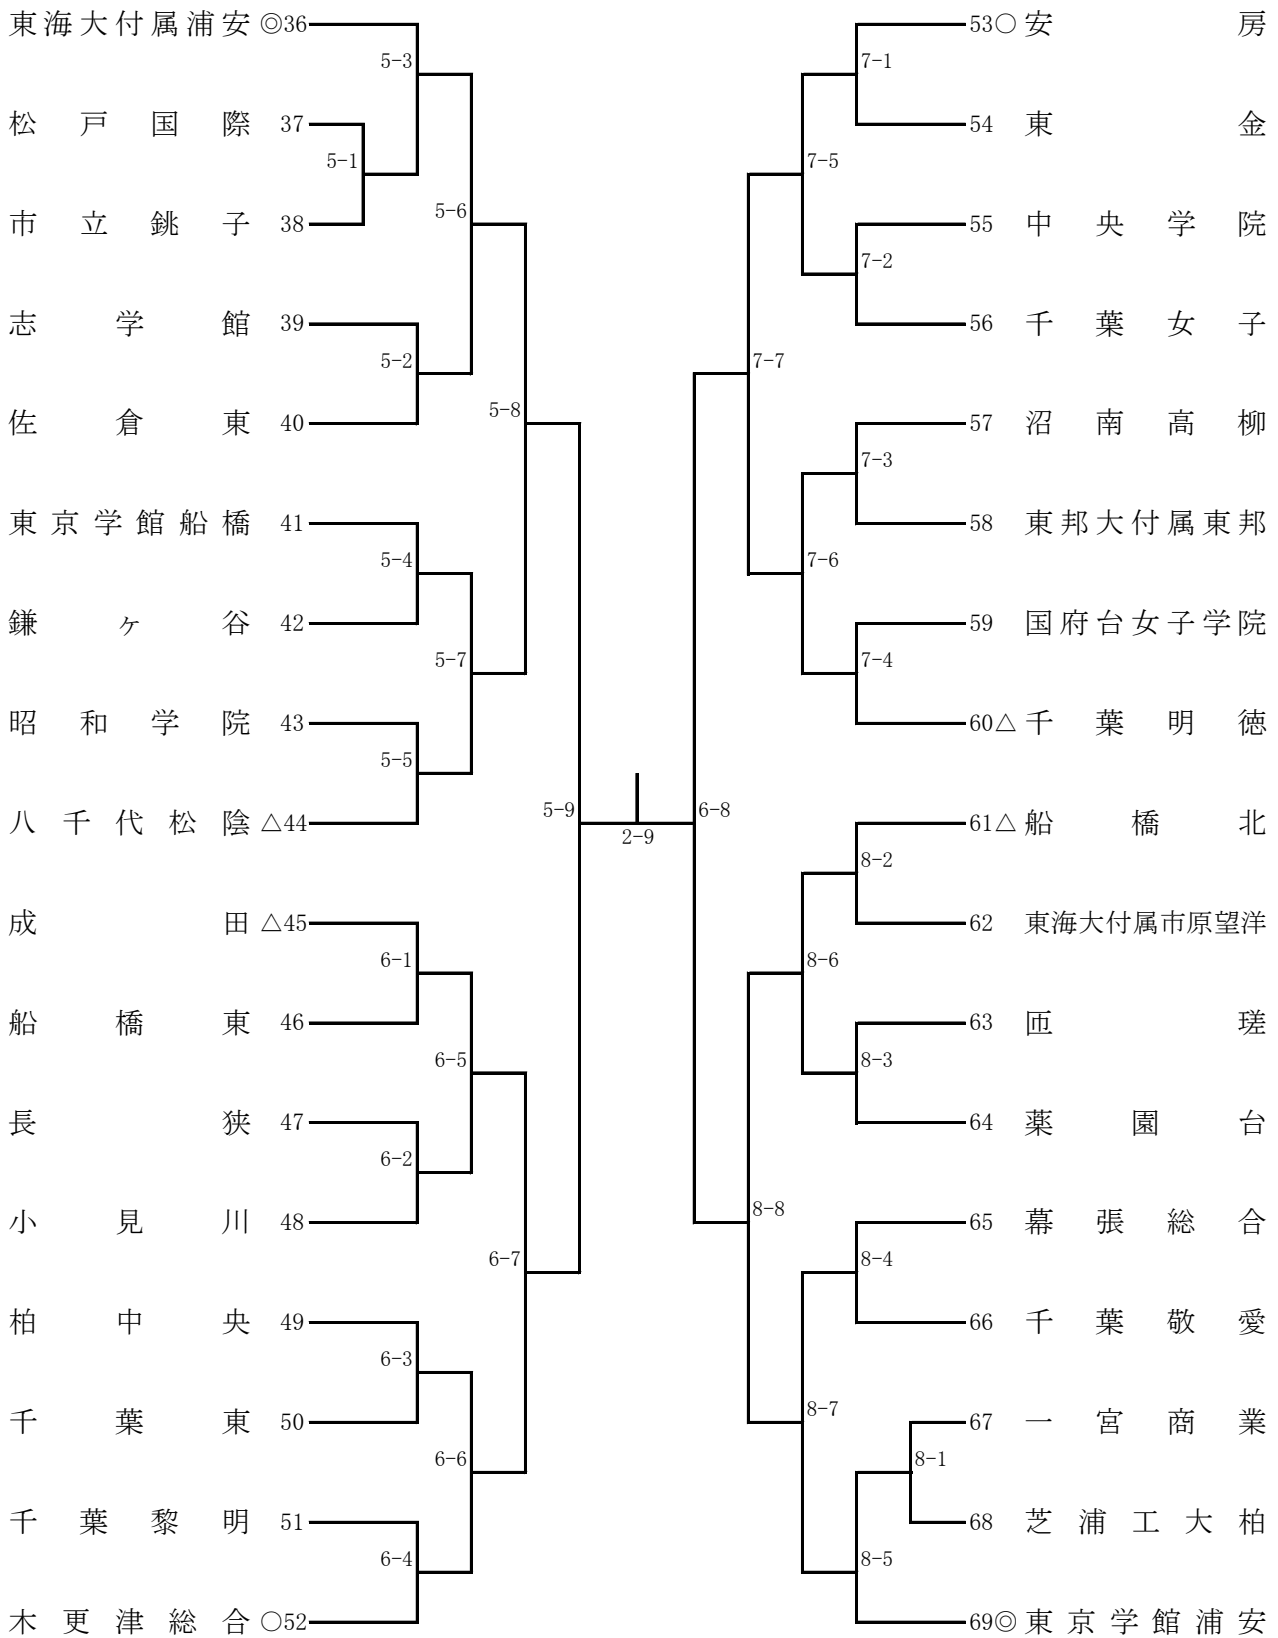 東海大付属浦安 ◎36
5-3
松戸国際 37
5-1
市立銚子 38
5-6
志学館 39
5-2
佐倉東 40
5-8
東京学館船橋 41
5-4
鎌ヶ谷 42
5-7
昭和学院 43
5-5
八千代松陰 △44
5-9
成田 △45
6-1
船橋東 46
6-5
長狭 47
6-2
小見川 48
6-7
柏中央 49
6-3
千葉東 50
6-6
千葉黎明 51
6-4
木更津総合 ○52
2-9
53○ 安房
7-1
54 東金
7-5
55 中央学院
7-2
56 千葉女子
7-7
57 沼南高柳
7-3
58 東邦大付属東邦
7-6
59 国府台女子学院
7-4
60△ 千葉明徳
6-8
61△ 船橋北
8-2
62 東海大付属市原望洋
8-6
63 匝瑳
8-3
64 薬園台
8-8
65 幕張総合
8-4
66 千葉敬愛
8-7
67 一宮商業
8-1
68 芝浦工大柏
8-5
69◎ 東京学館浦安